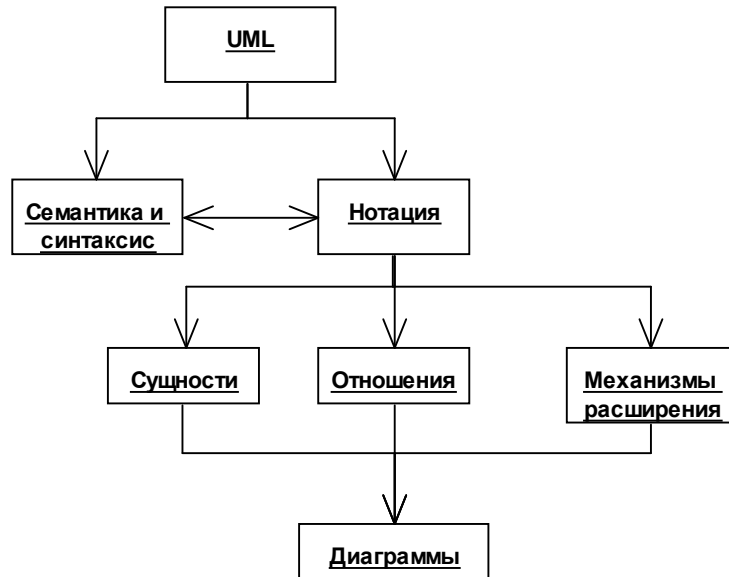 UML
Семантика и
синтаксис
Нотация
Сущности
Отношения
Механизмы
расширения
Диаграммы